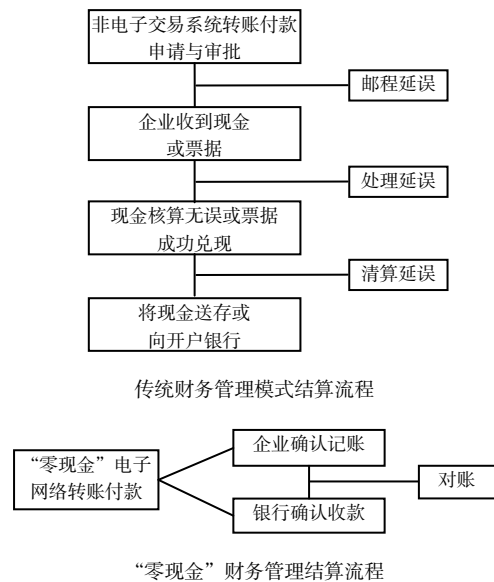 非电子交易系统转账付款
申请与审批
邮程延误
企业收到现金
或票据
处理延误
现金核算无误或票据
成功兑现
清算延误
将现金送存或
向开户银行
传统财务管理模式结算流程
企业确认记账
“零现金”电子
网络转账付款
对账
银行确认收款
“零现金”财务管理结算流程